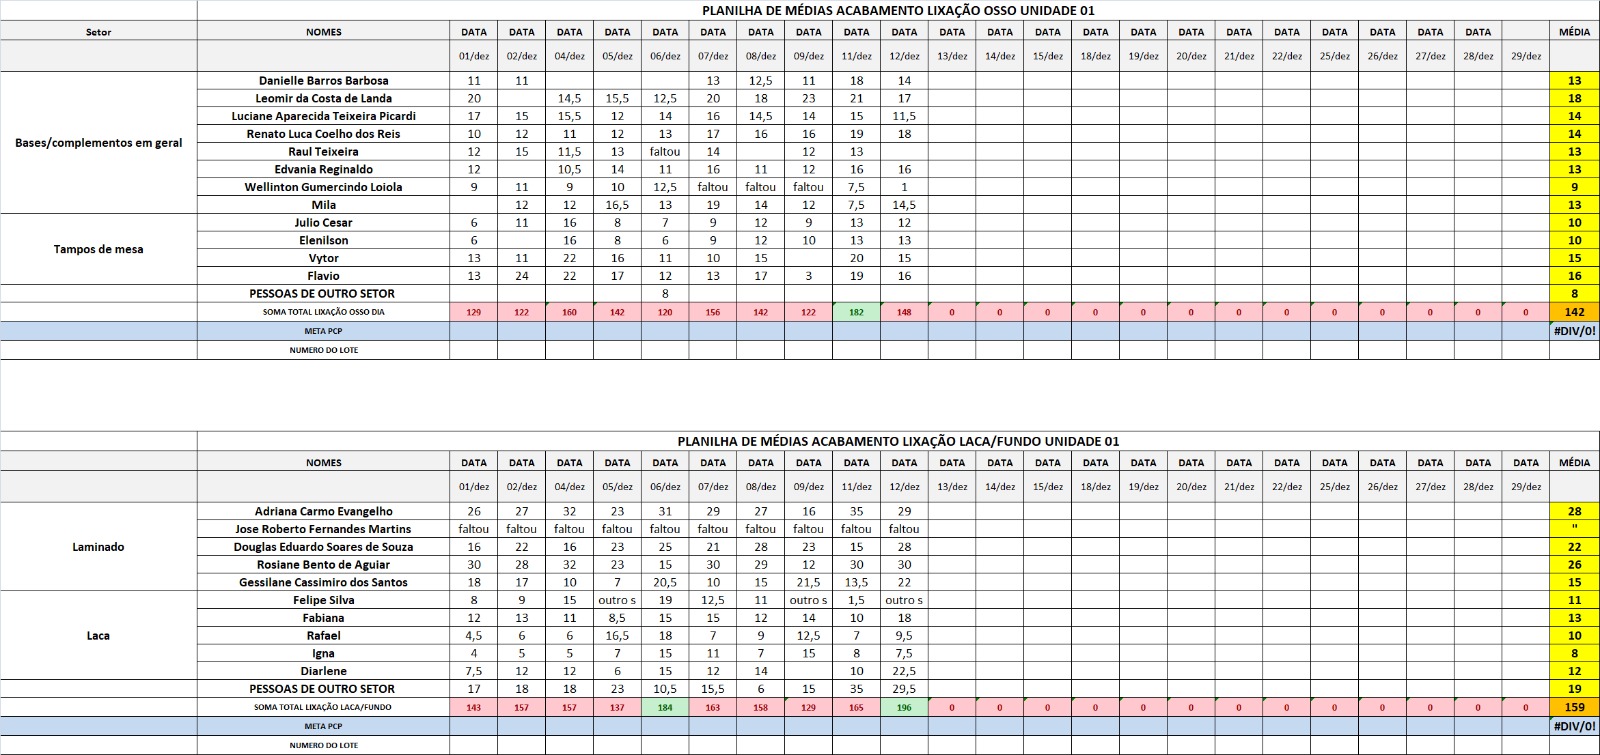 PLANILHA DE MÉDIAS ACABAMENTO LIXAÇÃO OSSO UNIDADE 01
Setor NOMES DATA DATA DATA DATA DATA DATA DATA DATA DATA DATA DATA DATA DATA DATA DATA DATA DATA DATA DATA DATA DATA DATA MÉDIA
01/dez 02/dez 04/dez 05/dez 06/dez 07/dez 08/dez 09/dez 11/dez 12/dez 13/dez 14/dez 15/dez 18/dez 19/dez 20/dez 21/dez 22/dez 25/dez 26/dez 27/dez 28/dez 29/dez
Bases/complementos em geral
Danielle Barros Barbosa 11 11 13 12,5 11 18 14 13
Leomir da Costa de Landa 20 14,5 15,5 12,5 20 18 23 21 17 18
Luciane Aparecida Teixeira Picardi 17 15 15,5 12 14 16 14,5 14 15 11,5 14
Renato Luca Coelho dos Reis 10 12 11 12 13 17 16 16 19 18 14
Raul Teixeira 12 15 11,5 13 faltou 14 12 13 13
Edvania Reginaldo 12 10,5 14 11 16 11 12 16 16 13
Wellinton Gumercindo Loiola 9 11 9 10 12,5 faltou faltou faltou 7,5 1 9
Mila 12 12 16,5 13 19 14 12 7,5 14,5 13
Tampos de mesa
Julio Cesar 6 11 16 8 7 9 12 9 13 12 10
Elenilson 6 16 8 6 9 12 10 13 13 10
Vytor 13 11 22 16 11 10 15 20 15 15
Flavio 13 24 22 17 12 13 17 3 19 16 16
PESSOAS DE OUTRO SETOR 8 8
SOMA TOTAL LIXAÇÃO OSSO DIA 129 122 160 142 120 156 142 122 182 148 0 0 0 0 0 0 0 0 0 0 0 0 0 142
META PCP #DIV/0!
NUMERO DO LOTE
PLANILHA DE MÉDIAS ACABAMENTO LIXAÇÃO LACA/FUNDO UNIDADE 01
NOMES DATA DATA DATA DATA DATA DATA DATA DATA DATA DATA DATA DATA DATA DATA DATA DATA DATA DATA DATA DATA DATA DATA DATA MÉDIA
01/dez 02/dez 04/dez 05/dez 06/dez 07/dez 08/dez 09/dez 11/dez 12/dez 13/dez 14/dez 15/dez 18/dez 19/dez 20/dez 21/dez 22/dez 25/dez 26/dez 27/dez 28/dez 29/dez
Laminado
Adriana Carmo Evangelho 26 27 32 23 31 29 27 16 35 29 28
Jose Roberto Fernandes Martins faltou faltou faltou faltou faltou faltou faltou faltou faltou faltou "
Douglas Eduardo Soares de Souza 16 22 16 23 25 21 28 23 15 28 22
Rosiane Bento de Aguiar 30 28 32 23 15 30 29 12 30 30 26
Gessilane Cassimiro dos Santos 18 17 10 7 20,5 10 15 21,5 13,5 22 15
Laca
Felipe Silva 8 9 15 outro s 19 12,5 11 outro s 1,5 outro s 11
Fabiana 12 13 11 8,5 15 15 12 14 10 18 13
Rafael 4,5 6 6 16,5 18 7 9 12,5 7 9,5 10
Igna 4 5 5 7 15 11 7 15 8 7,5 8
Diarlene 7,5 12 12 6 15 12 14 10 22,5 12
PESSOAS DE OUTRO SETOR 17 18 18 23 10,5 15,5 6 15 35 29,5 19
SOMA TOTAL LIXAÇÃO LACA/FUNDO 143 157 157 137 184 163 158 129 165 196 0 0 0 0 0 0 0 0 0 0 0 0 0 159
META PCP #DIV/0!
NUMERO DO LOTE